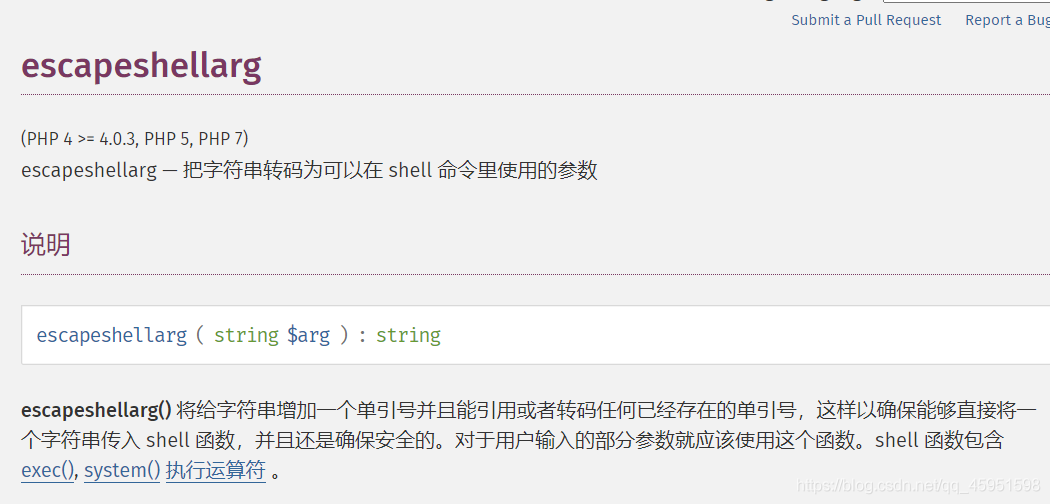 Submit a Pull Request Report a Bug
escapeshellarg
(PHP 4 >= 4.0.3, PHP 5, PHP 7)
escapeshellarg — 把字符串转码为可以在 shell 命令里使用的参数
说明
escapeshellarg ( string $arg ) : string
escapeshellarg() 将给字符串增加一个单引号并且能引用或者转码任何已经存在的单引号，这样以确保能够直接将一
个字符串传入 shell 函数，并且还是确保安全的。对于用户输入的部分参数就应该使用这个函数。shell 函数包含
exec(), system() 执行运算符 。
https://blog.csdn.net/qq_45951598